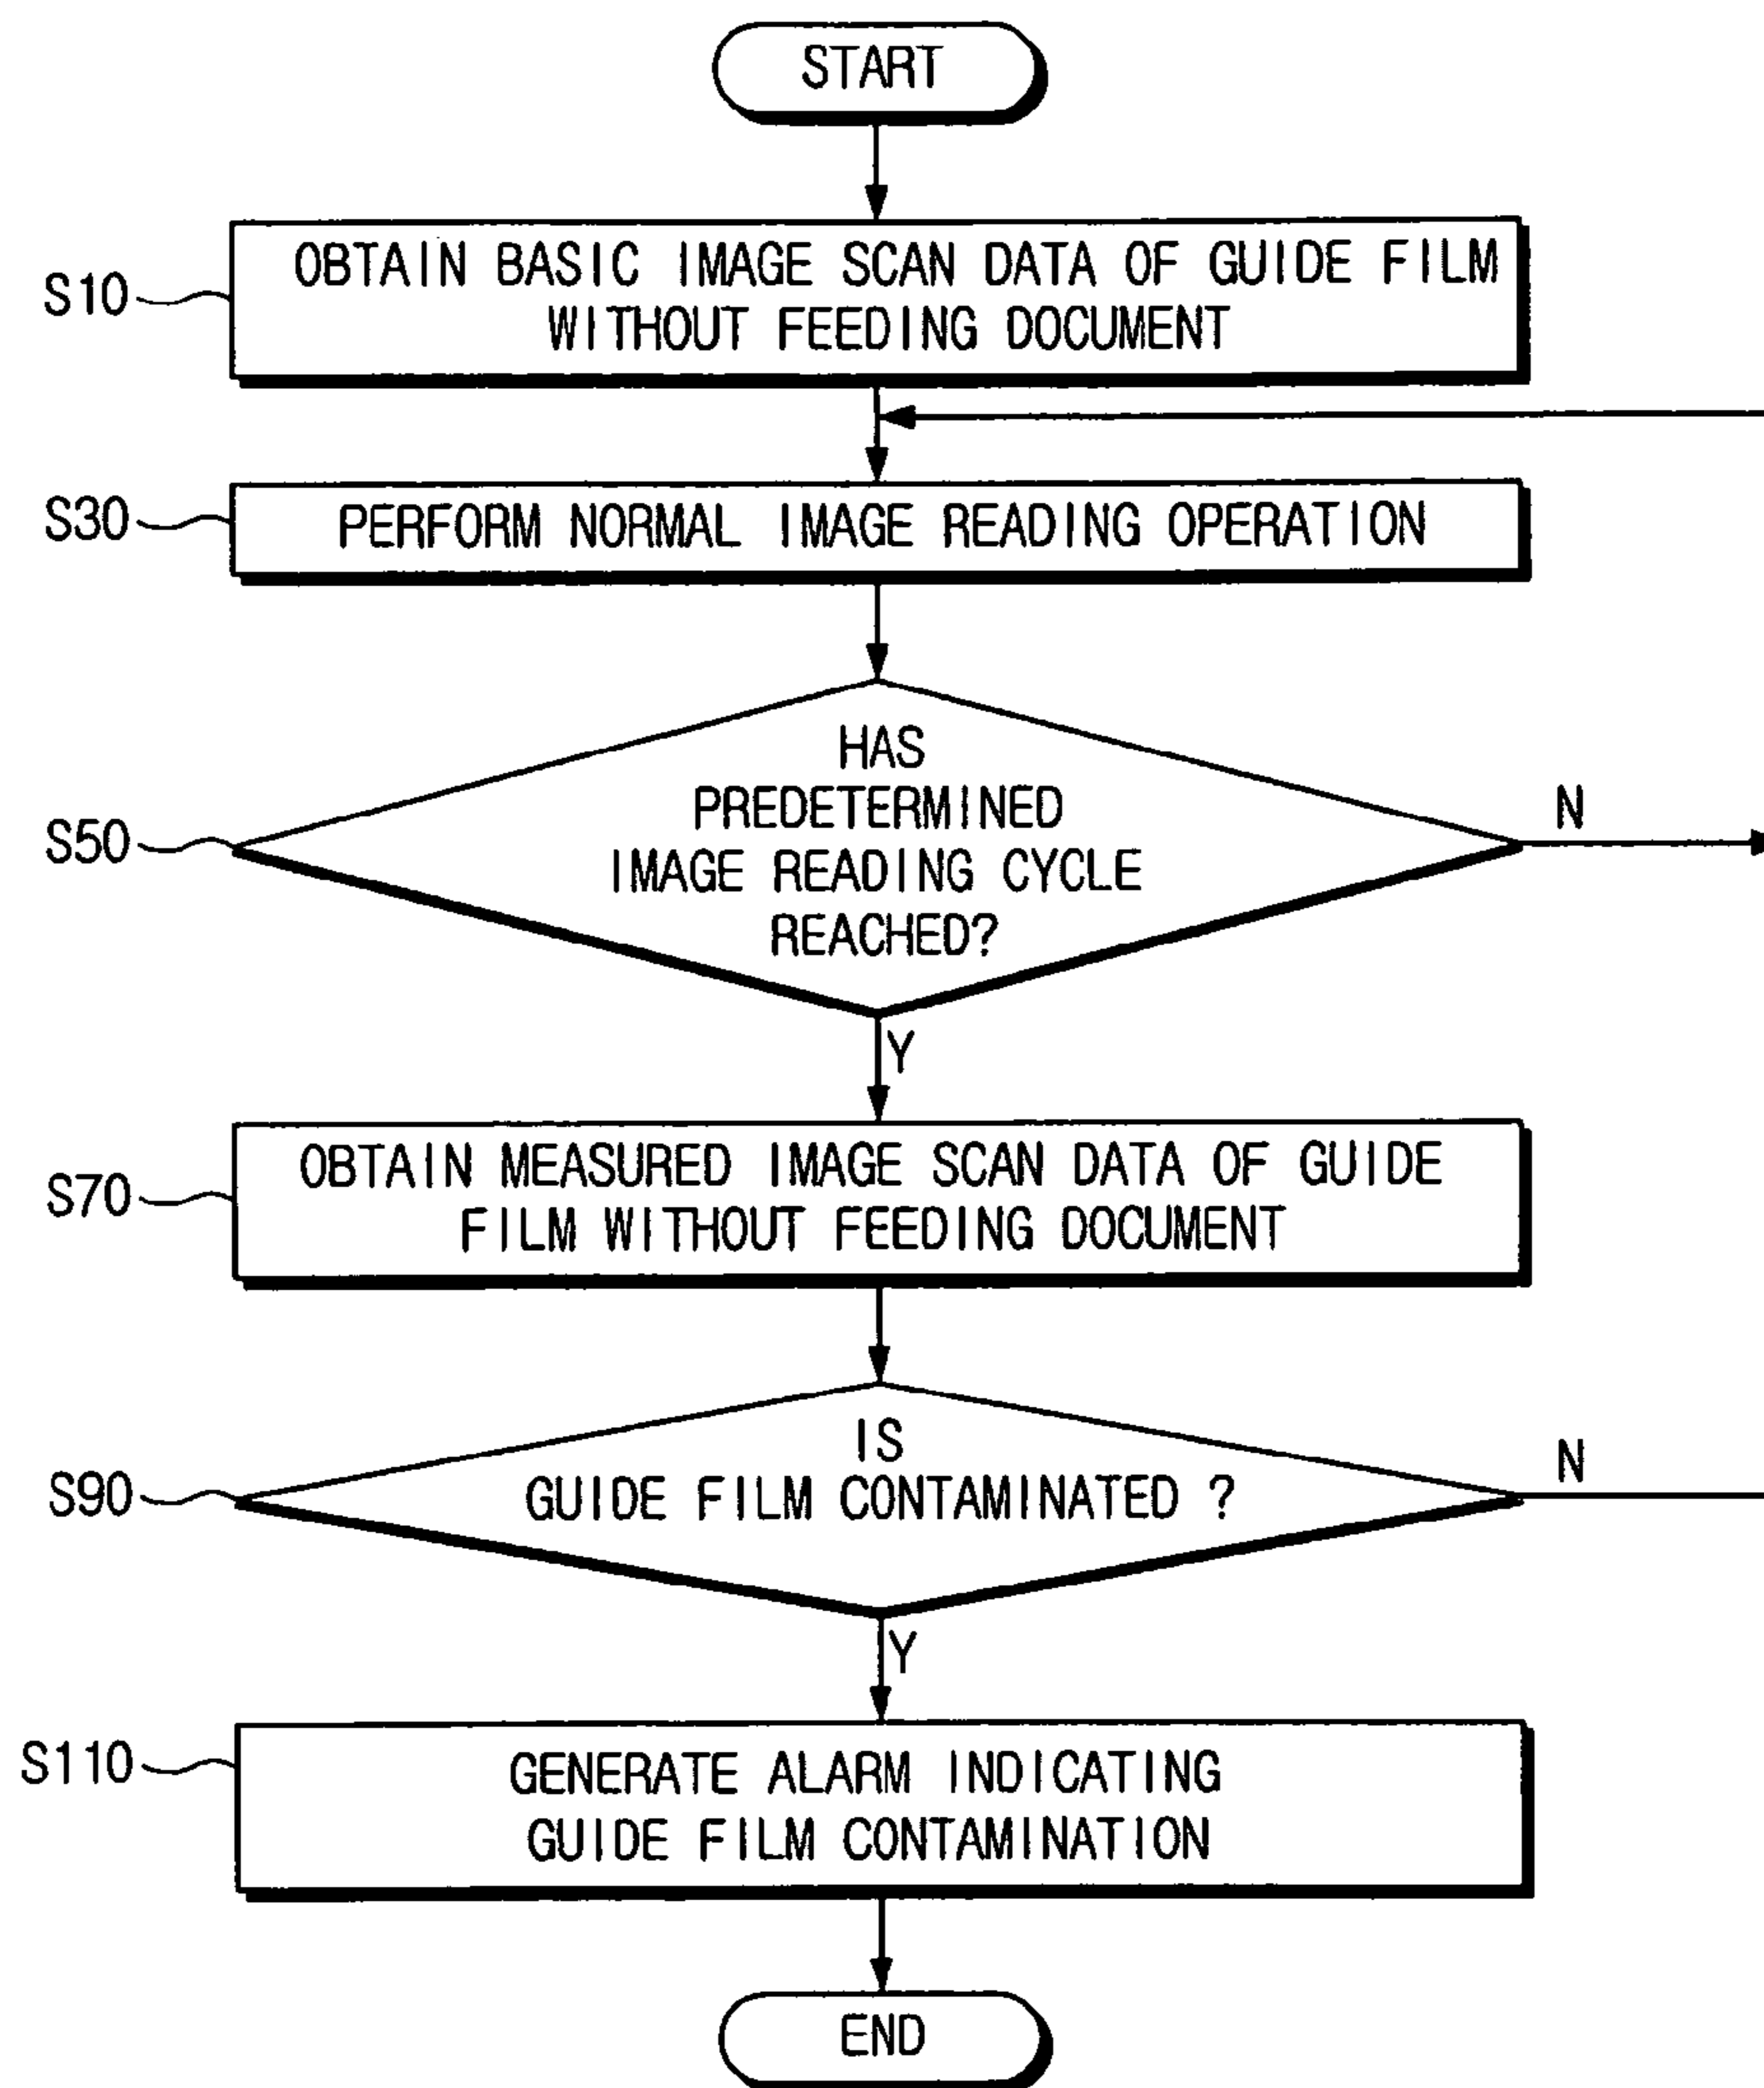 START
S10
OBTAIN BASIC IMAGE SCAN DATA OF GUIDE FILM
WITHOUT FEEDING DOCUMENT
S30
PERFORM NORMAL IMAGE READING OPERATION
S50
HAS
PREDETERMINED
IMAGE READING CYCLE
REACHED?
N
Y
S70
OBTAIN MEASURED IMAGE SCAN DATA OF GUIDE
FILM WITHOUT FEEDING DOCUMENT
S90
IS
GUIDE FILM CONTAMINATED ?
N
Y
S110
GENERATE ALARM INDICATING
GUIDE FILM CONTAMINATION
END